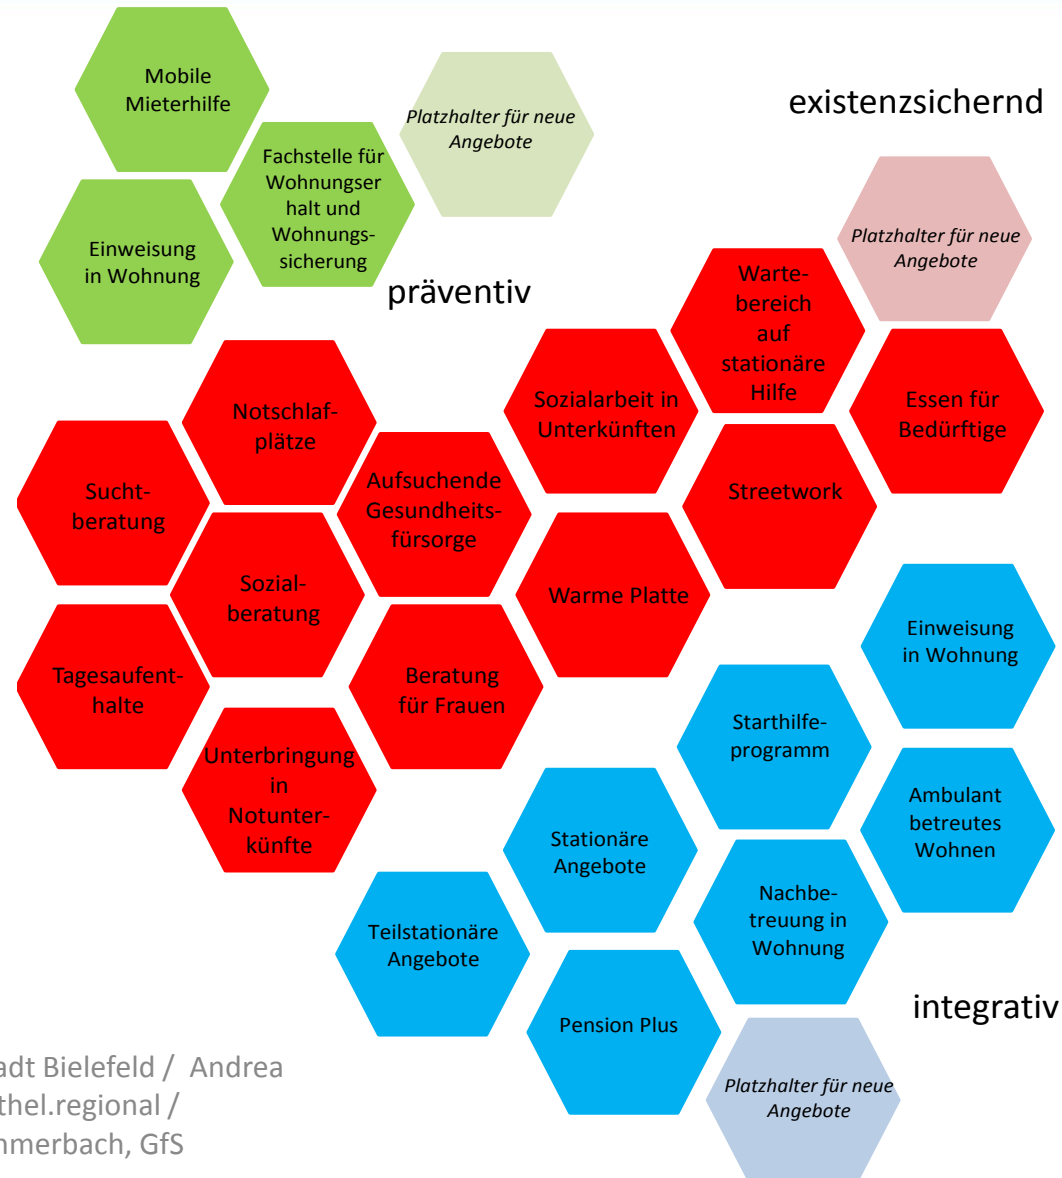 Mobile
Mieterhilfe
Platzhalter für neue
Angebote
existenzsichernd
Fachstelle für
Wohnungser
halt und
Wohnungs-
sicherung
Einweisung
in Wohnung
präventiv
Platzhalter für neue
Angebote
Warte-
bereich
auf
stationäre
Hilfe
Notschlaf-
plätze
Sozialarbeit in
Unterkünften
Essen für
Bedürftige
Sucht-
beratung
Aufsuchende
Gesundheits-
fürsorge
Streetwork
Sozial-
beratung
Warme Platte
Einweisung
in Wohnung
Tagesaufent-
halte
Beratung
für Frauen
Starthilfe-
programm
Unterbringung
in
Notunter-
künfte
Ambulant
betreutes
Wohnen
Stationäre
Angebote
Nachbe-
treuung in
Wohnung
Teilstationäre
Angebote
Pension Plus
integrativ
Platzhalter für neue
Angebote
adt Bielefeld / Andrea
thel.regional /
merbach, GfS